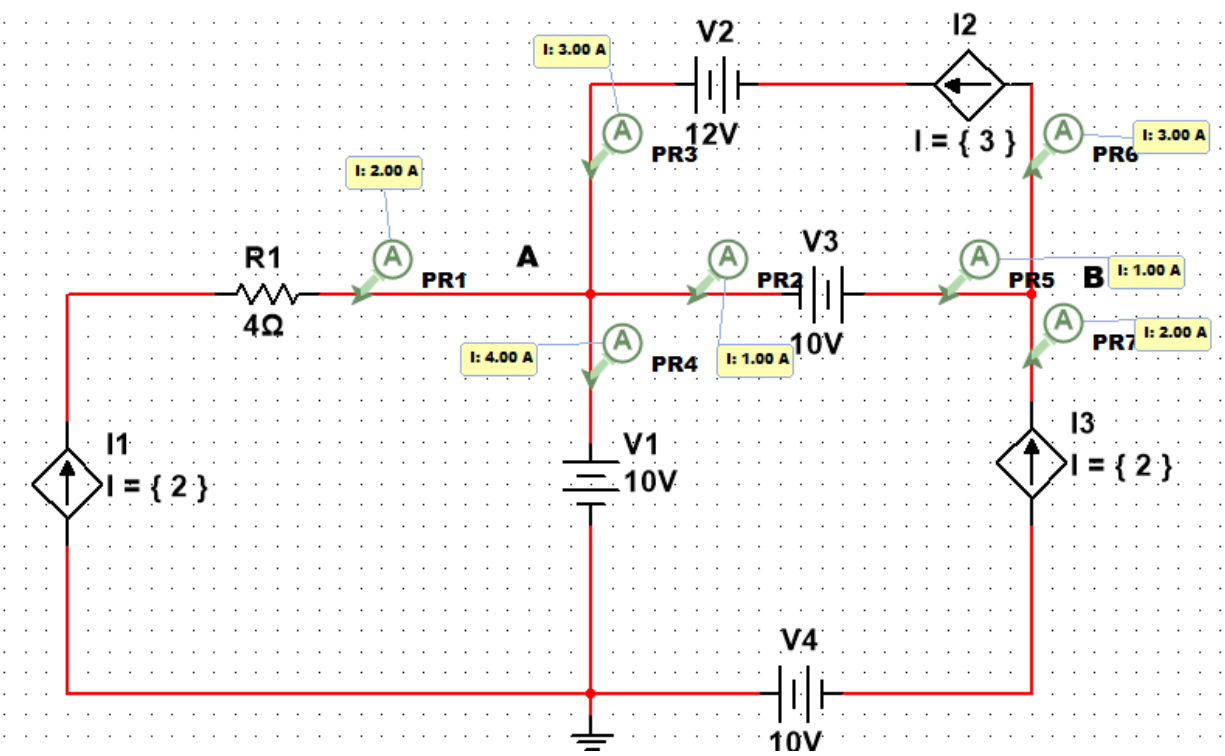 I2
V2
I: 3.00 A
A
12V
PR3
I = { 3 }
A
PR6
I: 3.00 A
I: 2.00 A
R1
A
PR1
4Ω
A
A
PR2
V3
10V
A
PR5
B
I: 1.00 A
I: 4.00 A
A
PR4
I: 1.00 A
A
PR7
I: 2.00 A
I1
I = { 2 }
V1
10V
I3
I = { 2 }
V4
10V